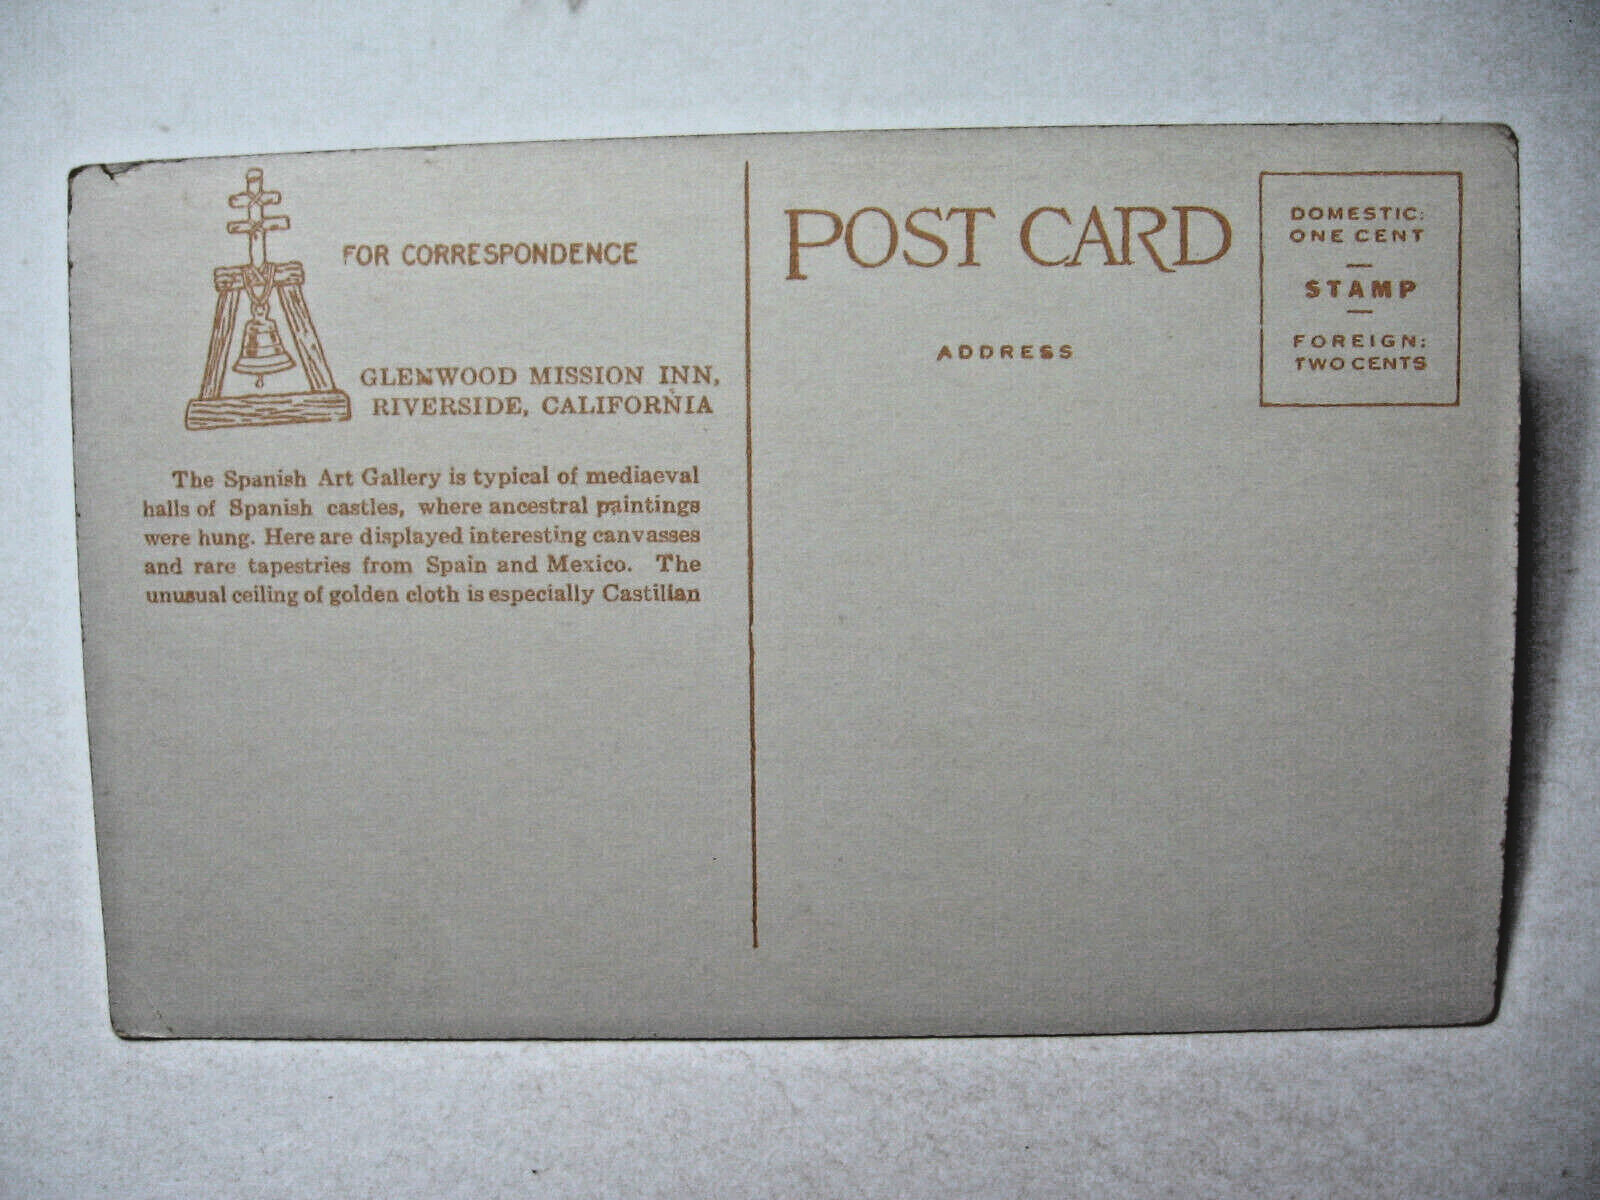 FOR CORRESPONDENCE
GLENWOOD MISSION INN,
RIVERSIDE, CALIFORNIA
The Spanish Art Gallery is typical of mediaeval
halls of Spanish castles, where ancestral paintings
were hung. Here are displayed interesting canvasses
and rare tapestries from Spain and Mexico. The
unusual ceiling of golden cloth is especially Castilian
POST CARD
ADDRESS
DOMESTIC:
ONE CENT
STAMP
FOREIGN:
TWO CENTS